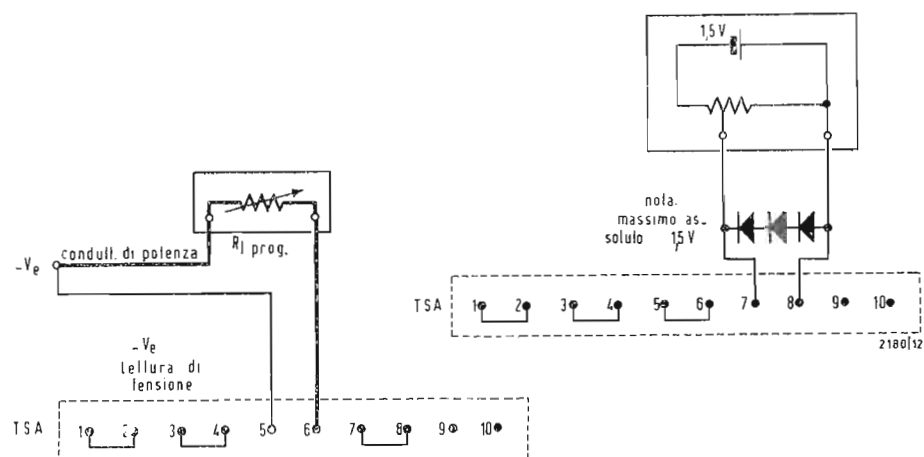 1,5 V
nota.
massimo as-
soluto 1,5 V
TSA 1 2 3 4 5 6 7 8 9 10
2180/12
RI prog.
condutt. di potenza
-Ve
-Ve
lettura di
tensione
TSA 1 2 3 4 5 6 7 8 9 10